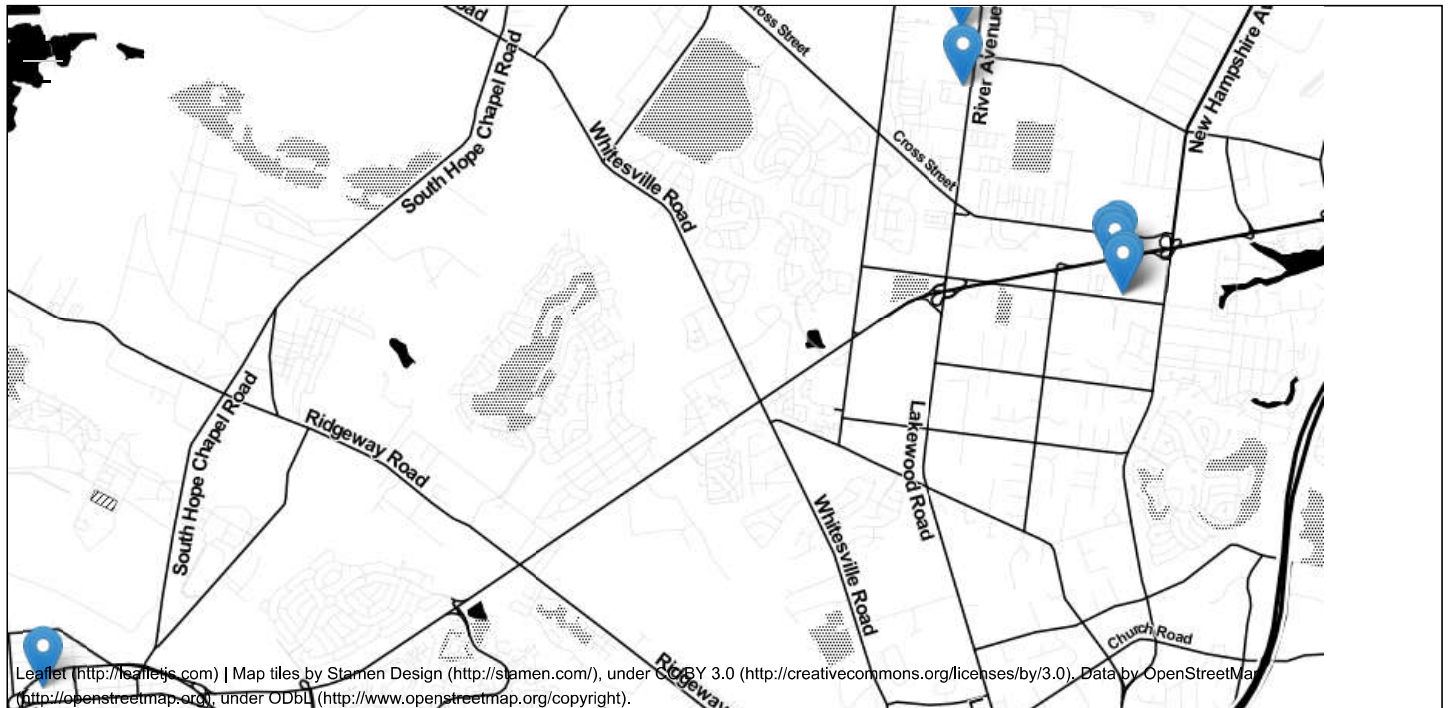 oad
Cross Street
River Avenue
New Hampshire Av
South Hope Chapel Road
Whitesville Road
Cross Street
South Hope Chapel Road
Ridgeway Road
Lakewood Road
Whitesville Road
Church Road
Ridgeway
L
Leaflet (http://leafletjs.com) | Map tiles by Stamen Design (http://stamen.com/), under CC BY 3.0 (http://creativecommons.org/licenses/by/3.0). Data by OpenStreetMap
(http://openstreetmap.org), under ODbL (http://www.openstreetmap.org/copyright).